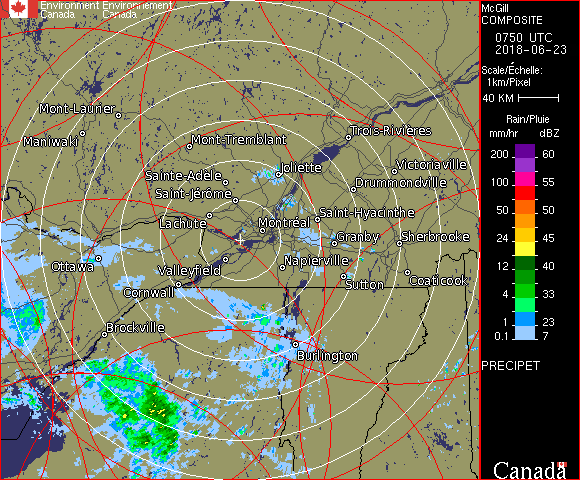 Environment Environnement
Canada Canada
McGill
COMPOSITE
0750 UTC
2018-06-23
Scale/Échelle:
1km/Pixel
40 KM
Rain/Pluie
mm/hr dBZ
200 60
100 55
50 50
24 45
12 40
4 33
1 23
0.1 7
PRECIPET
Canada
Mont-Laurier
Maniwaki
Mont-Tremblant
Trois-Rivières
Victoriaville
Joliette
Sainte-Adèle
Drummondville
Saint-Jérôme
Saint-Hyacinthe
Lachute
Montréal
Granby
Sherbrooke
Ottawa
Valleyfield
Napierville
Cornwall
Sutton
Coaticook
Brockville
Burlington